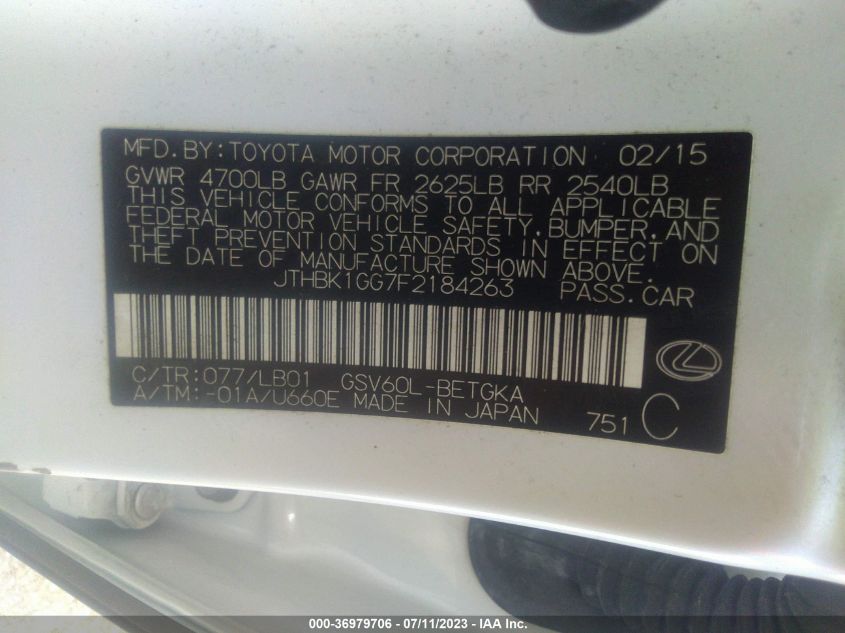 MFD.BY:TOYOTA MOTOR CORPORATION 02/15
GVWR 4700LB GAWR FR 2625LB RR 2540LB
THIS VEHICLE CONFORMS TO ALL APPLICABLE
FEDERAL MOTOR VEHICLE SAFETY,BUMPER,AND
THEFT PREVENTION STANDARDS IN EFFECT ON
THE DATE OF MANUFACTURE SHOWN ABOVE.
JTHBK1GG7F2184263 PASS.CAR
C/TR:077/LB01 GSV60L-BETGKA
A/TM:-01A/U660E MADE IN JAPAN 751 C
000-36979706 - 07/11/2023 - IAA Inc.